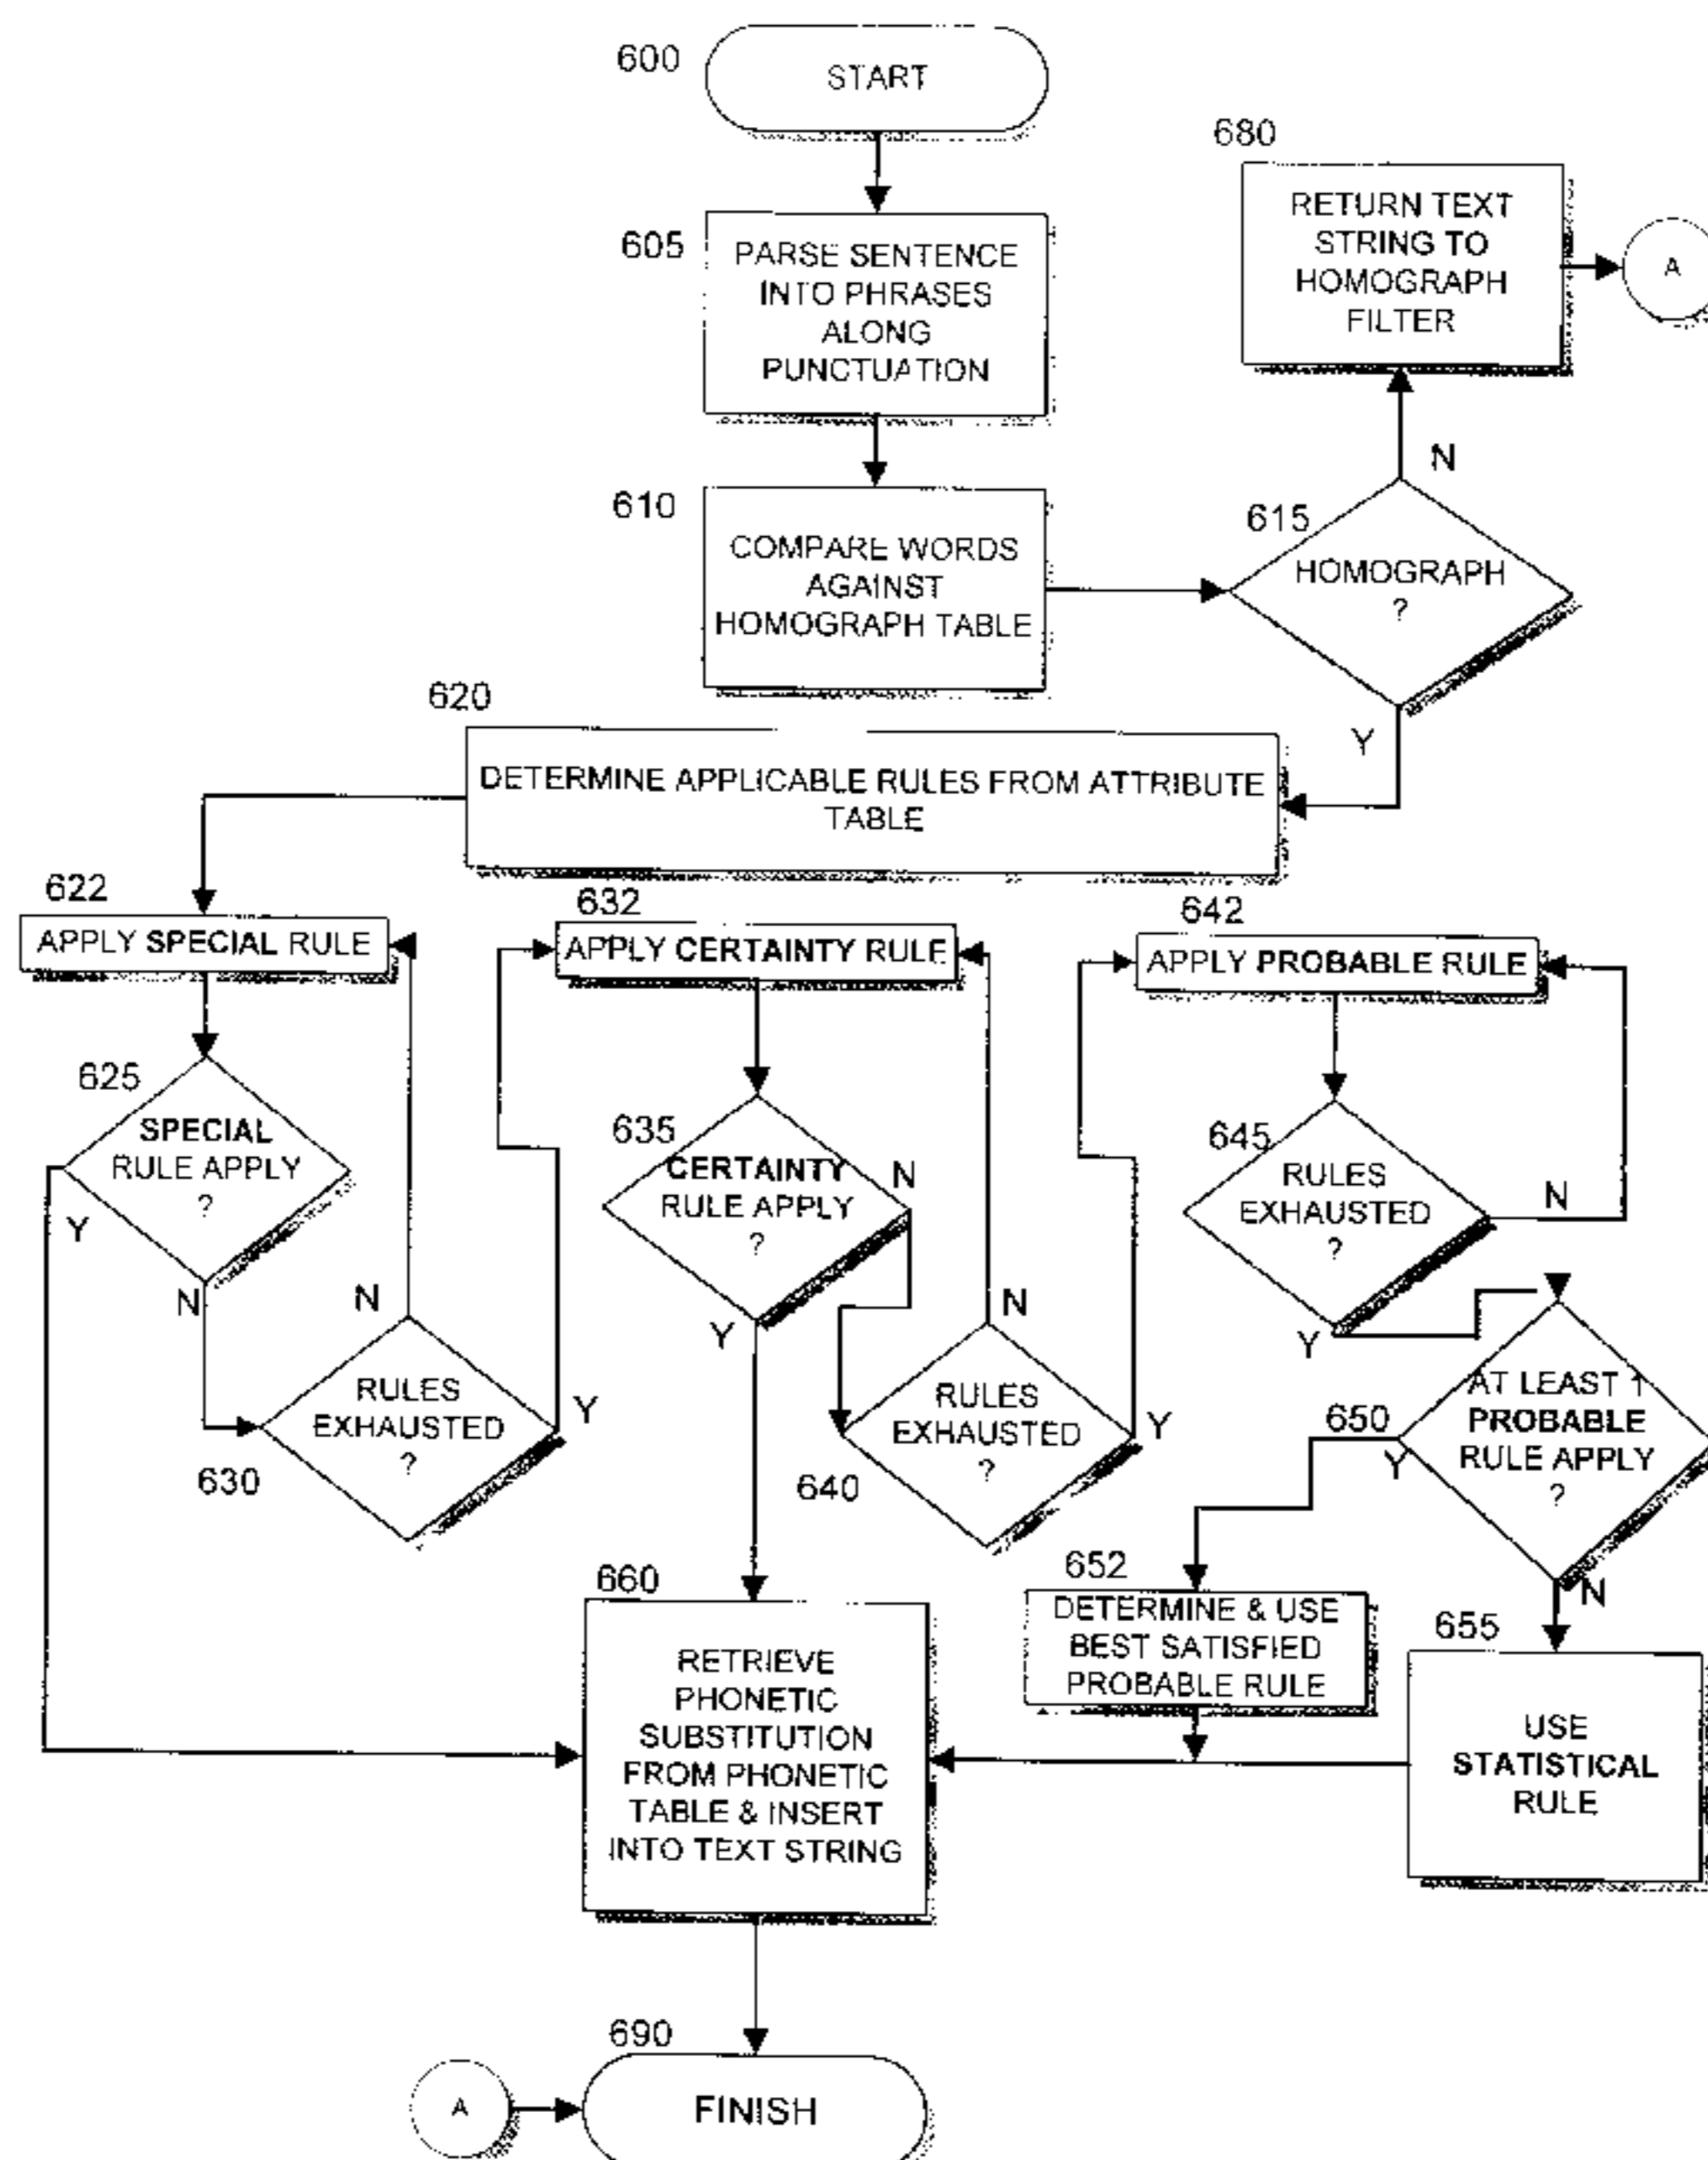 600
START
680
RETURN TEXT
STRING TO
HOMOGRAPH
FILTER
A
605
PARSE SENTENCE
INTO PHRASES
ALONG
PUNCTUATION
N
610
COMPARE WORDS
AGAINST
HOMOGRAPH TABLE
615
HOMOGRAPH
?
Y
620
DETERMINE APPLICABLE RULES FROM ATTRIBUTE
TABLE
622
APPLY SPECIAL RULE
632
APPLY CERTAINTY RULE
642
APPLY PROBABLE RULE
625
SPECIAL
RULE APPLY
?
Y
N
635
CERTAINTY
RULE APPLY
?
N
Y
645
RULES
EXHAUSTED
?
N
Y
N
RULES
EXHAUSTED
?
Y
630
N
RULES
EXHAUSTED
?
Y
640
650
AT LEAST 1
PROBABLE
RULE APPLY
?
Y
N
652
DETERMINE & USE
BEST SATISFIED
PROBABLE RULE
655
USE
STATISTICAL
RULE
660
RETRIEVE
PHONETIC
SUBSTITUTION
FROM PHONETIC
TABLE & INSERT
INTO TEXT STRING
690
A
FINISH